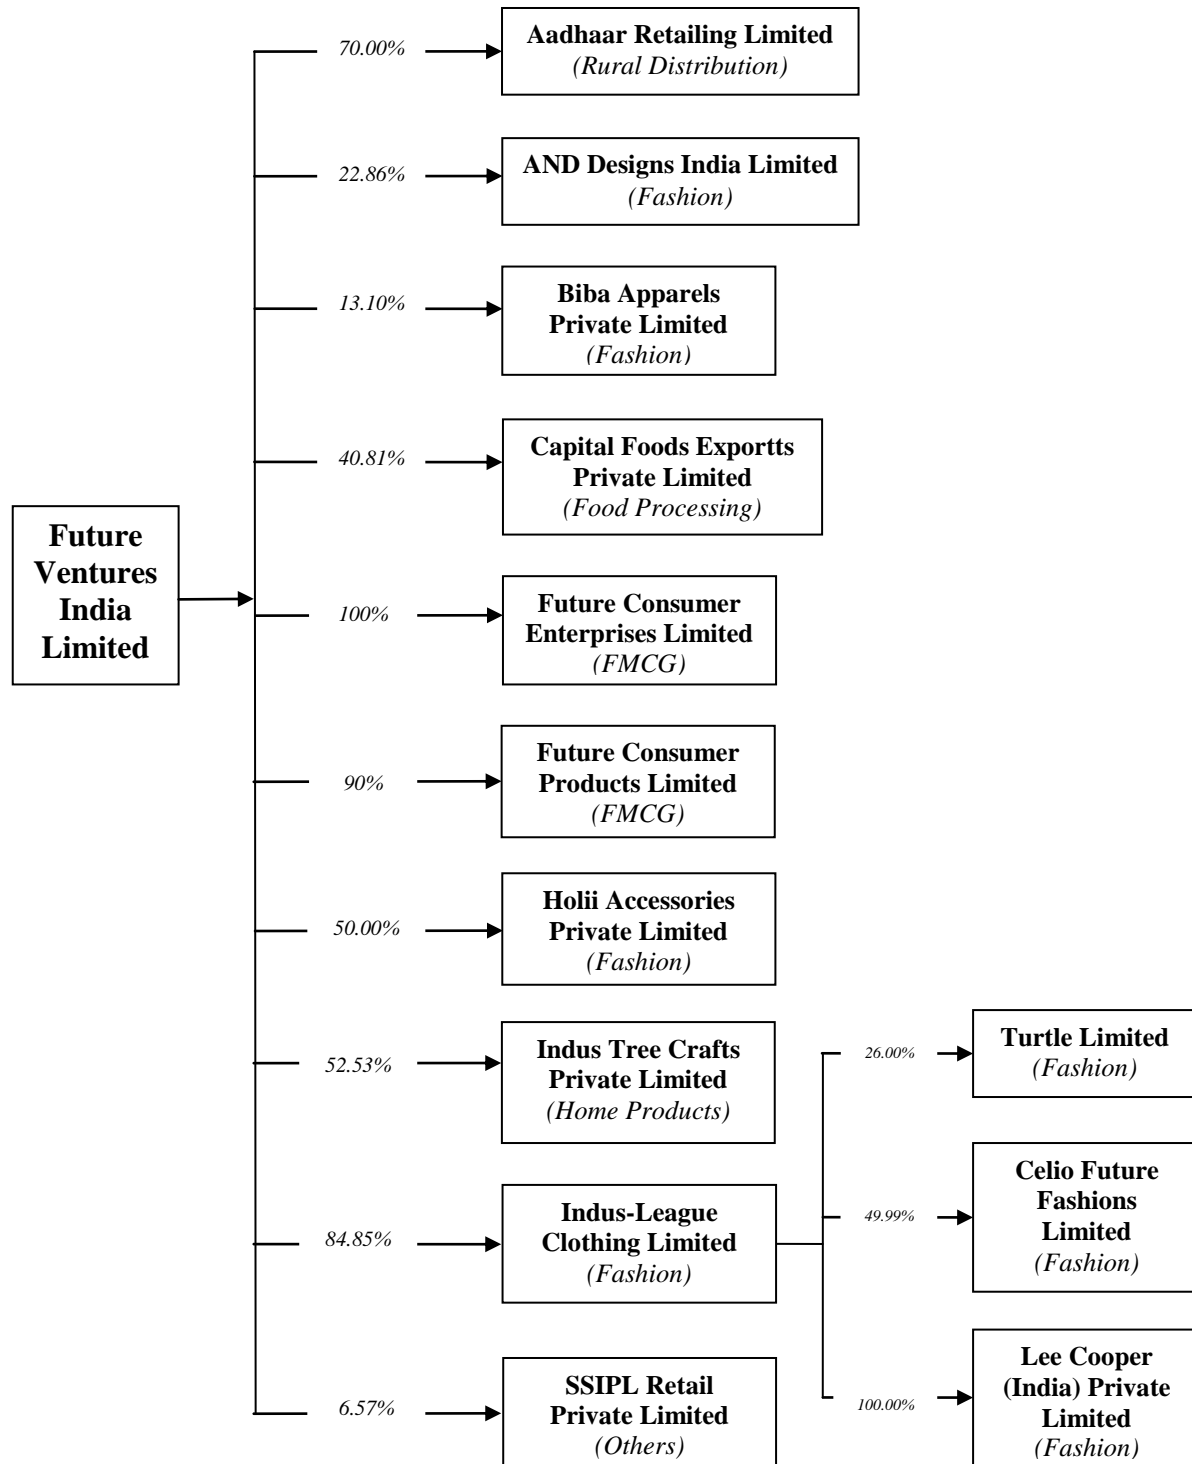 Future
Ventures
India
Limited
70.00%
Aadhaar Retailing Limited
(Rural Distribution)
22.86%
AND Designs India Limited
(Fashion)
13.10%
Biba Apparels
Private Limited
(Fashion)
40.81%
Capital Foods Exportts
Private Limited
(Food Processing)
100%
Future Consumer
Enterprises Limited
(FMCG)
90%
Future Consumer
Products Limited
(FMCG)
50.00%
Holii Accessories
Private Limited
(Fashion)
52.53%
Indus Tree Crafts
Private Limited
(Home Products)
84.85%
Indus-League
Clothing Limited
(Fashion)
26.00%
Turtle Limited
(Fashion)
49.99%
Celio Future
Fashions
Limited
(Fashion)
100.00%
Lee Cooper
(India) Private
Limited
(Fashion)
6.57%
SSIPL Retail
Private Limited
(Others)